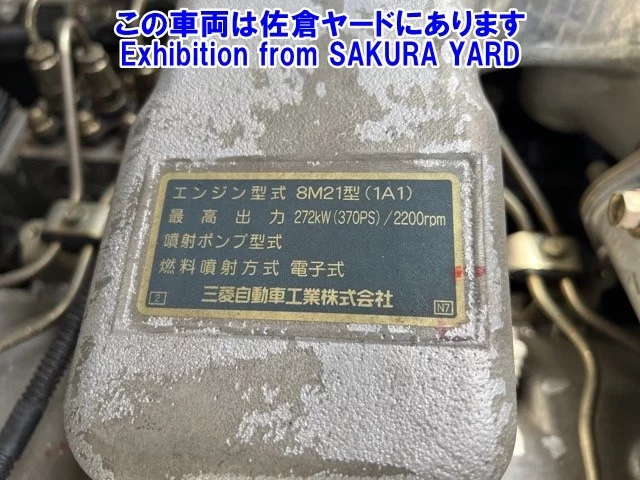 この車両は佐倉ヤードにあります
Exhibition from SAKURA YARD
エンジン型式 8M21型(1A1)
最高出力 272kW(370PS)/2200rpm
噴射ポンプ型式
燃料噴射方式 電子式
三菱自動車工業株式会社
2 N7